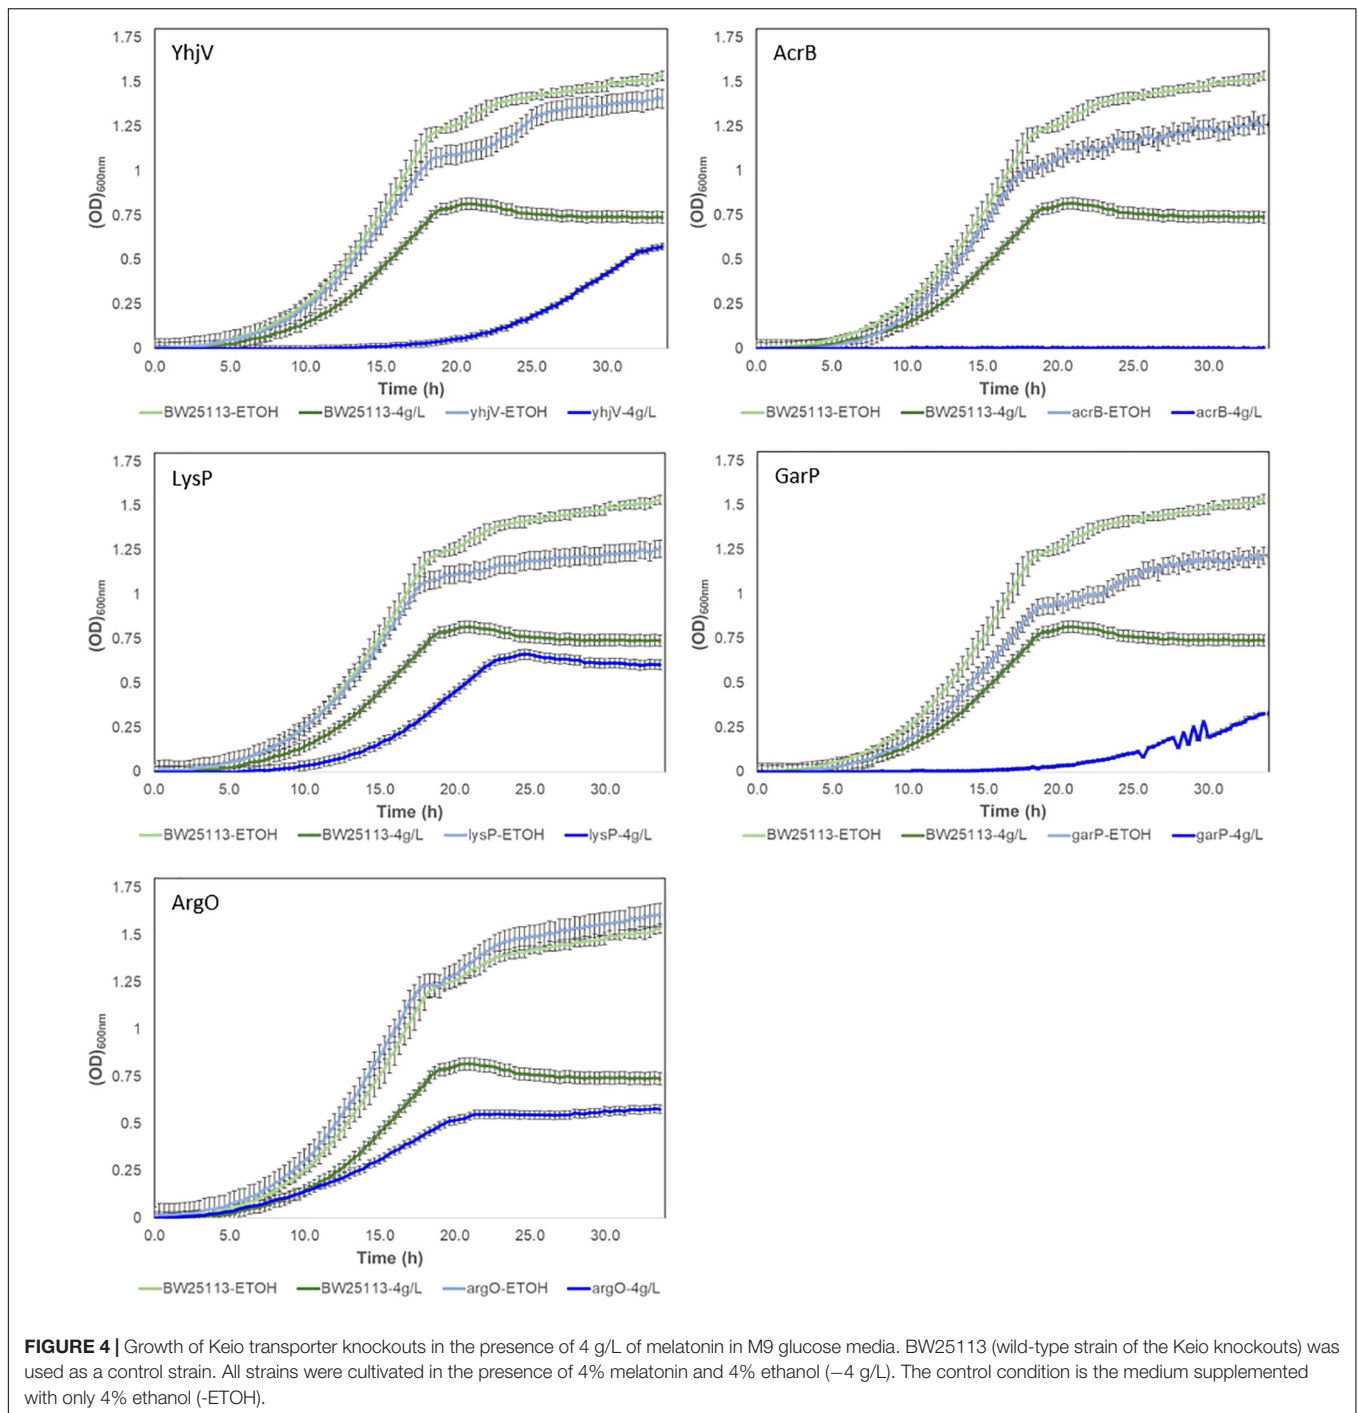 YhjV
1.75
1.5
1.25
1
0.75
0.5
0.25
0
(OD)600nm
0.0 5.0 10.0 15.0 20.0 25.0 30.0
Time (h)
BW25113-ETOH BW25113-4g/L yhjV-ETOH yhjV-4g/L
AcrB
1.75
1.5
1.25
1
0.75
0.5
0.25
0
(OD)600nm
0.0 5.0 10.0 15.0 20.0 25.0 30.0
Time (h)
BW25113-ETOH BW25113-4g/L acrB-ETOH acrB-4g/L
LysP
1.75
1.5
1.25
1
0.75
0.5
0.25
0
(OD)600nm
0.0 5.0 10.0 15.0 20.0 25.0 30.0
Time (h)
BW25113-ETOH BW25113-4g/L lysP-ETOH lysP-4g/L
GarP
1.75
1.5
1.25
1
0.75
0.5
0.25
0
(OD)600nm
0.0 5.0 10.0 15.0 20.0 25.0 30.0
Time (h)
BW25113-ETOH BW25113-4g/L garP-ETOH garP-4g/L
ArgO
1.75
1.5
1.25
1
0.75
0.5
0.25
0
(OD)600nm
0.0 5.0 10.0 15.0 20.0 25.0 30.0
Time (h)
BW25113-ETOH BW25113-4g/L argO-ETOH argO-4g/L
FIGURE 4 | Growth of Keio transporter knockouts in the presence of 4 g/L of melatonin in M9 glucose media. BW25113 (wild-type strain of the Keio knockouts) was
used as a control strain. All strains were cultivated in the presence of 4% melatonin and 4% ethanol (−4 g/L). The control condition is the medium supplemented
with only 4% ethanol (-ETOH).